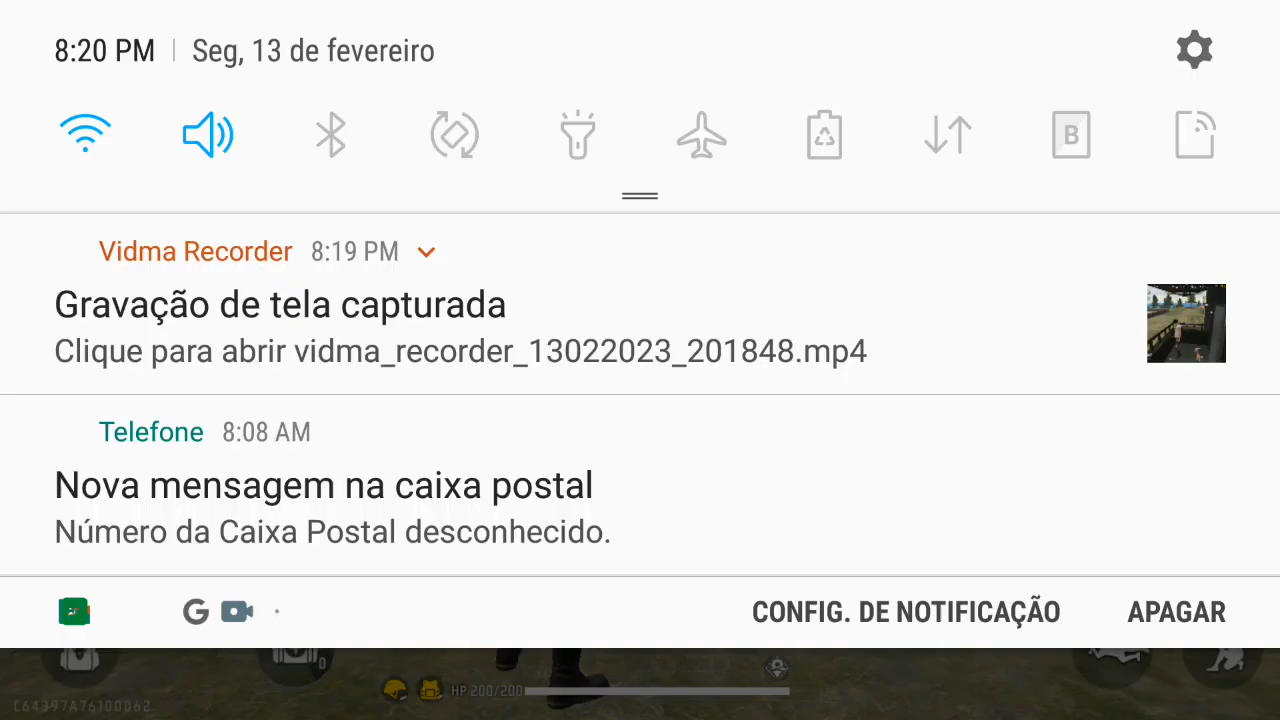 8:20 PM | Seg, 13 de fevereiro
B
Vidma Recorder 8:19 PM
Gravação de tela capturada
Clique para abrir vidma_recorder_13022023_201848.mp4
Telefone 8:08 AM
Nova mensagem na caixa postal
Número da Caixa Postal desconhecido.
G CONFIG. DE NOTIFICAÇÃO APAGAR
0
HP 200/200
C64397A76100D62